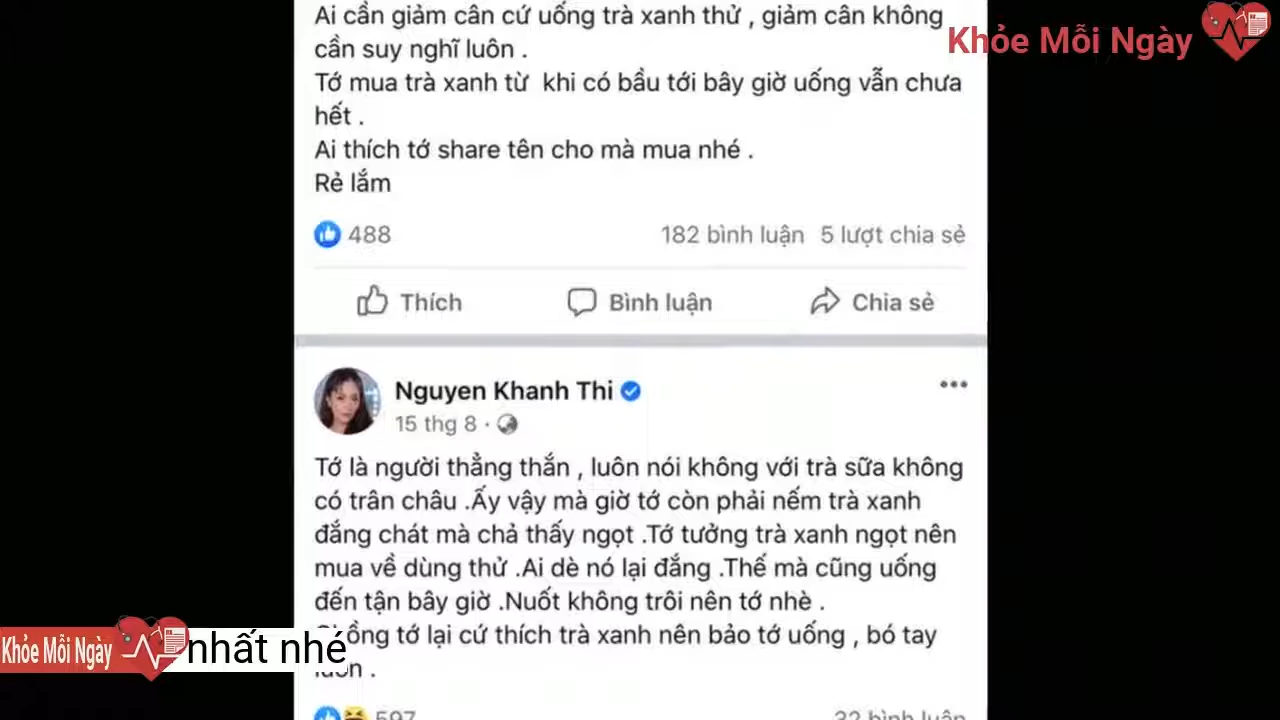 Ai cần giảm cân cứ uống trà xanh thử , giảm cân không
cần suy nghĩ luôn .
Tớ mua trà xanh từ khi có bầu tới bây giờ uống vẫn chưa
hết .
Ai thích tớ share tên cho mà mua nhé .
Rẻ lắm
Khỏe Mỗi Ngày
488
182 bình luận 5 lượt chia sẻ
Thích Bình luận Chia sẻ
Nguyen Khanh Thi
15 thg 8 ·
Tớ là người thẳng thắn , luôn nói không với trà sữa không
có trân châu .Ấy vậy mà giờ tớ còn phải nếm trà xanh
đắng chát mà chả thấy ngọt .Tớ tưởng trà xanh ngọt nên
mua về dùng thử .Ai dè nó lại đắng .Thế mà cũng uống
đến tận bây giờ .Nuốt không trôi nên tớ nhè .
Chồng tớ lại cứ thích trà xanh nên bảo tớ uống , bó tay
luôn .
Khỏe Mỗi Ngày
nhất nhé
597
32 bình luận